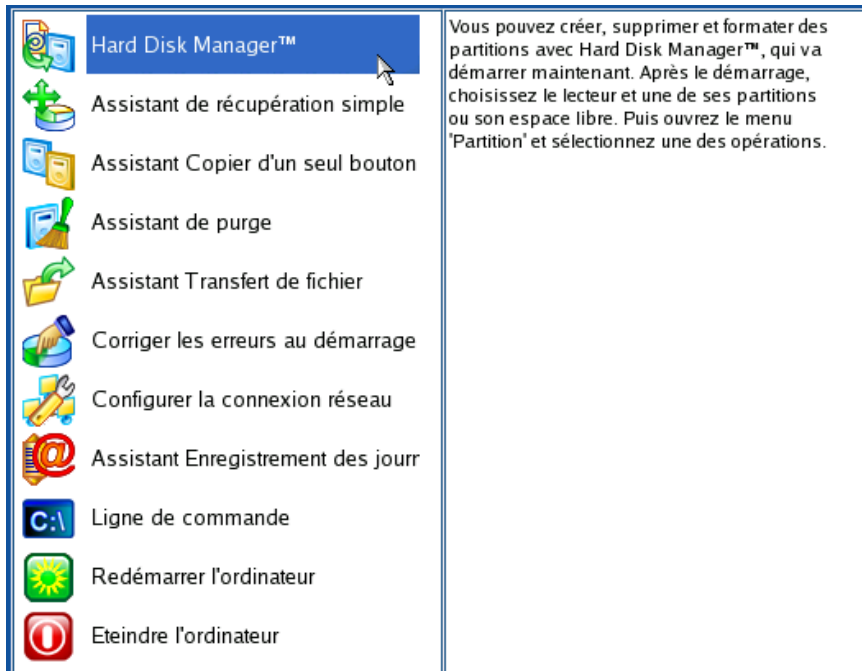 Hard Disk Manager™
Assistant de récupération simple
Assistant Copier d'un seul bouton
Assistant de purge
Assistant Transfert de fichier
Corriger les erreurs au démarrage
Configurer la connexion réseau
Assistant Enregistrement des jourr
C:\ Ligne de commande
Redémarrer l'ordinateur
Eteindre l'ordinateur
Vous pouvez créer, supprimer et formater des
partitions avec Hard Disk Manager™, qui va
démarrer maintenant. Après le démarrage,
choisissez le lecteur et une de ses partitions
ou son espace libre. Puis ouvrez le menu
'Partition' et sélectionnez une des opérations.